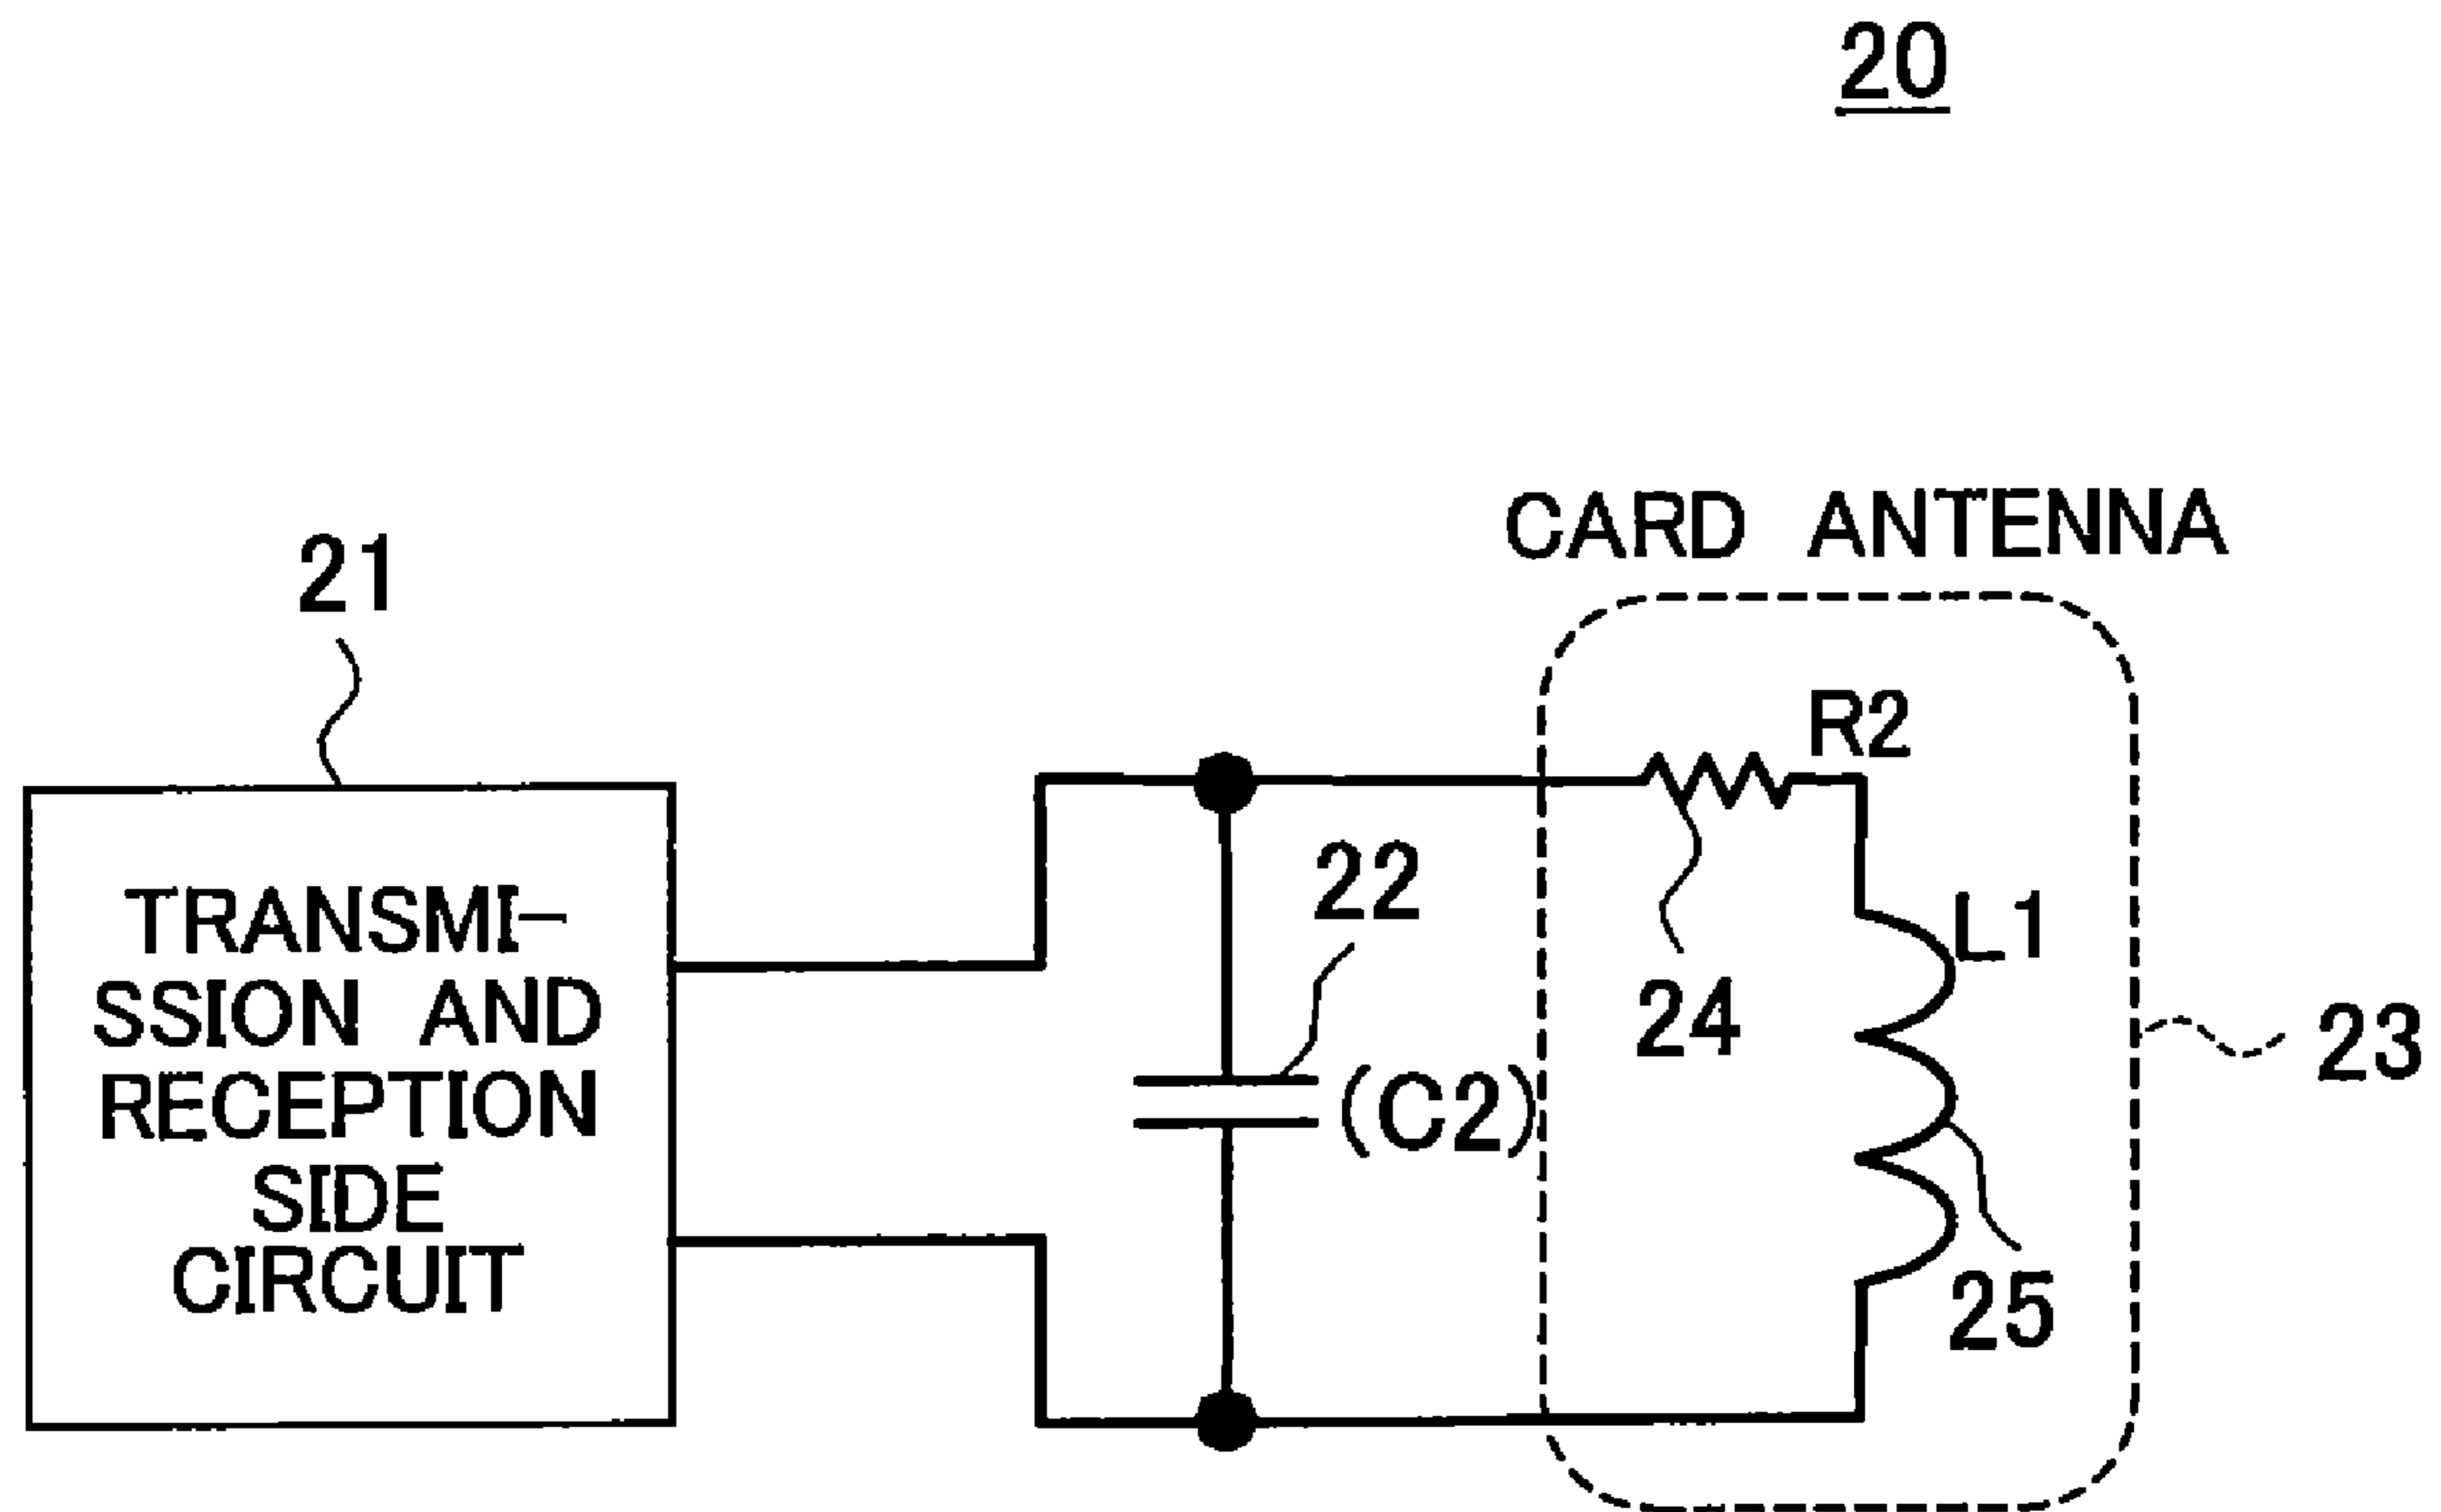 20
CARD ANTENNA
21
R2
22
L1
TRANSMI-
SSION AND
RECEPTION
SIDE
CIRCUIT
24
23
(C2)
25